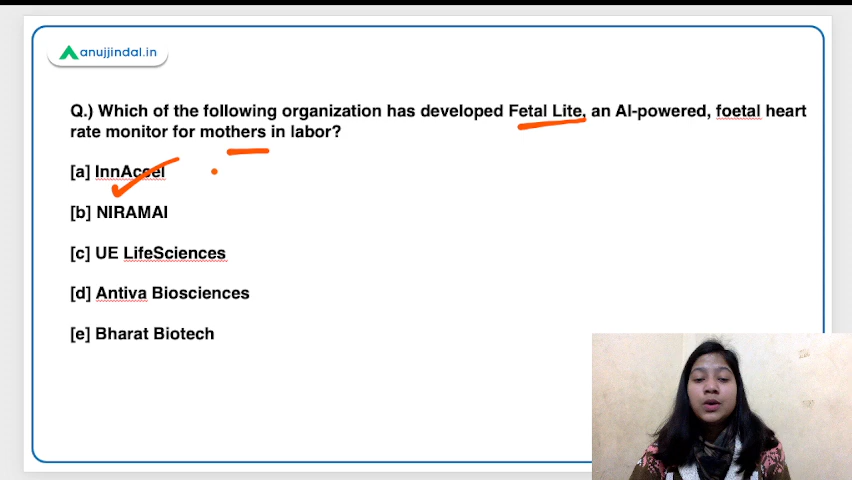 anujjindal.in
Q.) Which of the following organization has developed Fetal Lite, an AI-powered, foetal heart
rate monitor for mothers in labor?
[a] InnAccel
[b] NIRAMAI
[c] UE LifeSciences
[d] Antiva Biosciences
[e] Bharat Biotech